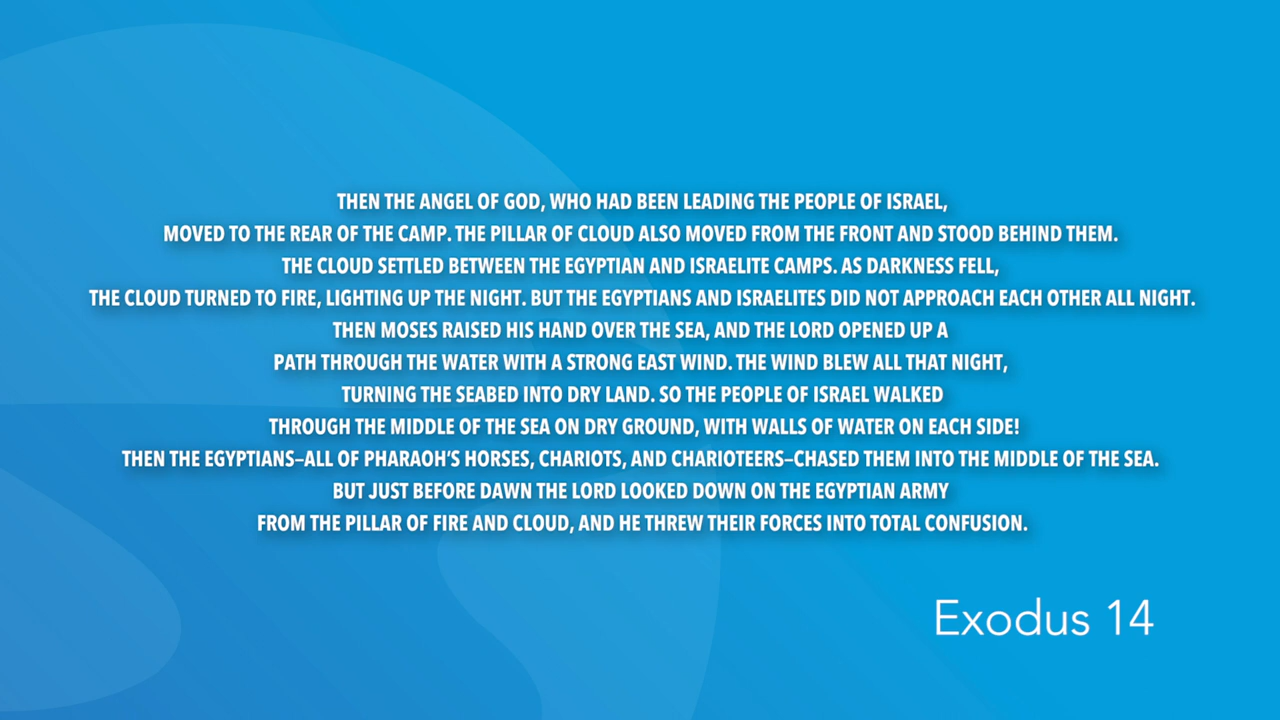 THEN THE ANGEL OF GOD, WHO HAD BEEN LEADING THE PEOPLE OF ISRAEL,
MOVED TO THE REAR OF THE CAMP. THE PILLAR OF CLOUD ALSO MOVED FROM THE FRONT AND STOOD BEHIND THEM.
THE CLOUD SETTLED BETWEEN THE EGYPTIAN AND ISRAELITE CAMPS. AS DARKNESS FELL,
THE CLOUD TURNED TO FIRE, LIGHTING UP THE NIGHT. BUT THE EGYPTIANS AND ISRAELITES DID NOT APPROACH EACH OTHER ALL NIGHT.
THEN MOSES RAISED HIS HAND OVER THE SEA, AND THE LORD OPENED UP A
PATH THROUGH THE WATER WITH A STRONG EAST WIND. THE WIND BLEW ALL THAT NIGHT,
TURNING THE SEABED INTO DRY LAND. SO THE PEOPLE OF ISRAEL WALKED
THROUGH THE MIDDLE OF THE SEA ON DRY GROUND, WITH WALLS OF WATER ON EACH SIDE!
THEN THE EGYPTIANS–ALL OF PHARAOH’S HORSES, CHARIOTS, AND CHARIOTEERS–CHASED THEM INTO THE MIDDLE OF THE SEA.
BUT JUST BEFORE DAWN THE LORD LOOKED DOWN ON THE EGYPTIAN ARMY
FROM THE PILLAR OF FIRE AND CLOUD, AND HE THREW THEIR FORCES INTO TOTAL CONFUSION.
Exodus 14